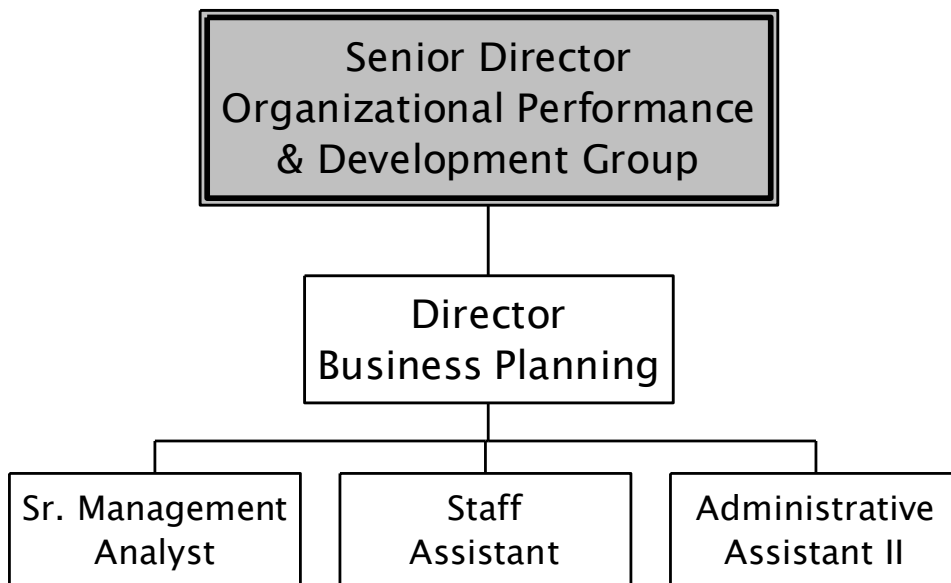 Senior Director
Organizational Performance
& Development Group
Director
Business Planning
Sr. Management
Analyst
Staff
Assistant
Administrative
Assistant II